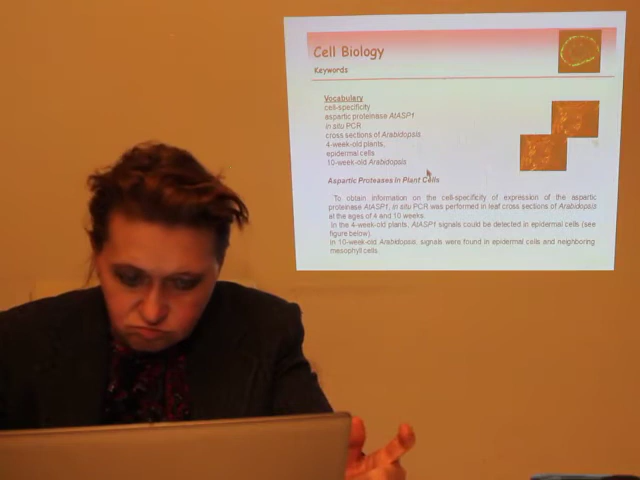 Cell Biology
Keywords
Vocabulary
cell-specificity
aspartic proteinase AtASP1
in situ PCR
cross sections of Arabidopsis
4-week-old plants,
epidermal cells
10-week-old Arabidopsis
Aspartic Proteases in Plant Cells
To obtain information on the cell-specificity of expression of the aspartic
proteinase AtASP1, in situ PCR was performed in leaf cross sections of Arabidopsis
at the ages of 4 and 10 weeks.
In the 4-week-old plants, AtASP1 signals could be detected in epidermal cells (see
figure below).
In 10-week-old Arabidopsis, signals were found in epidermal cells and neighboring
mesophyll cells.